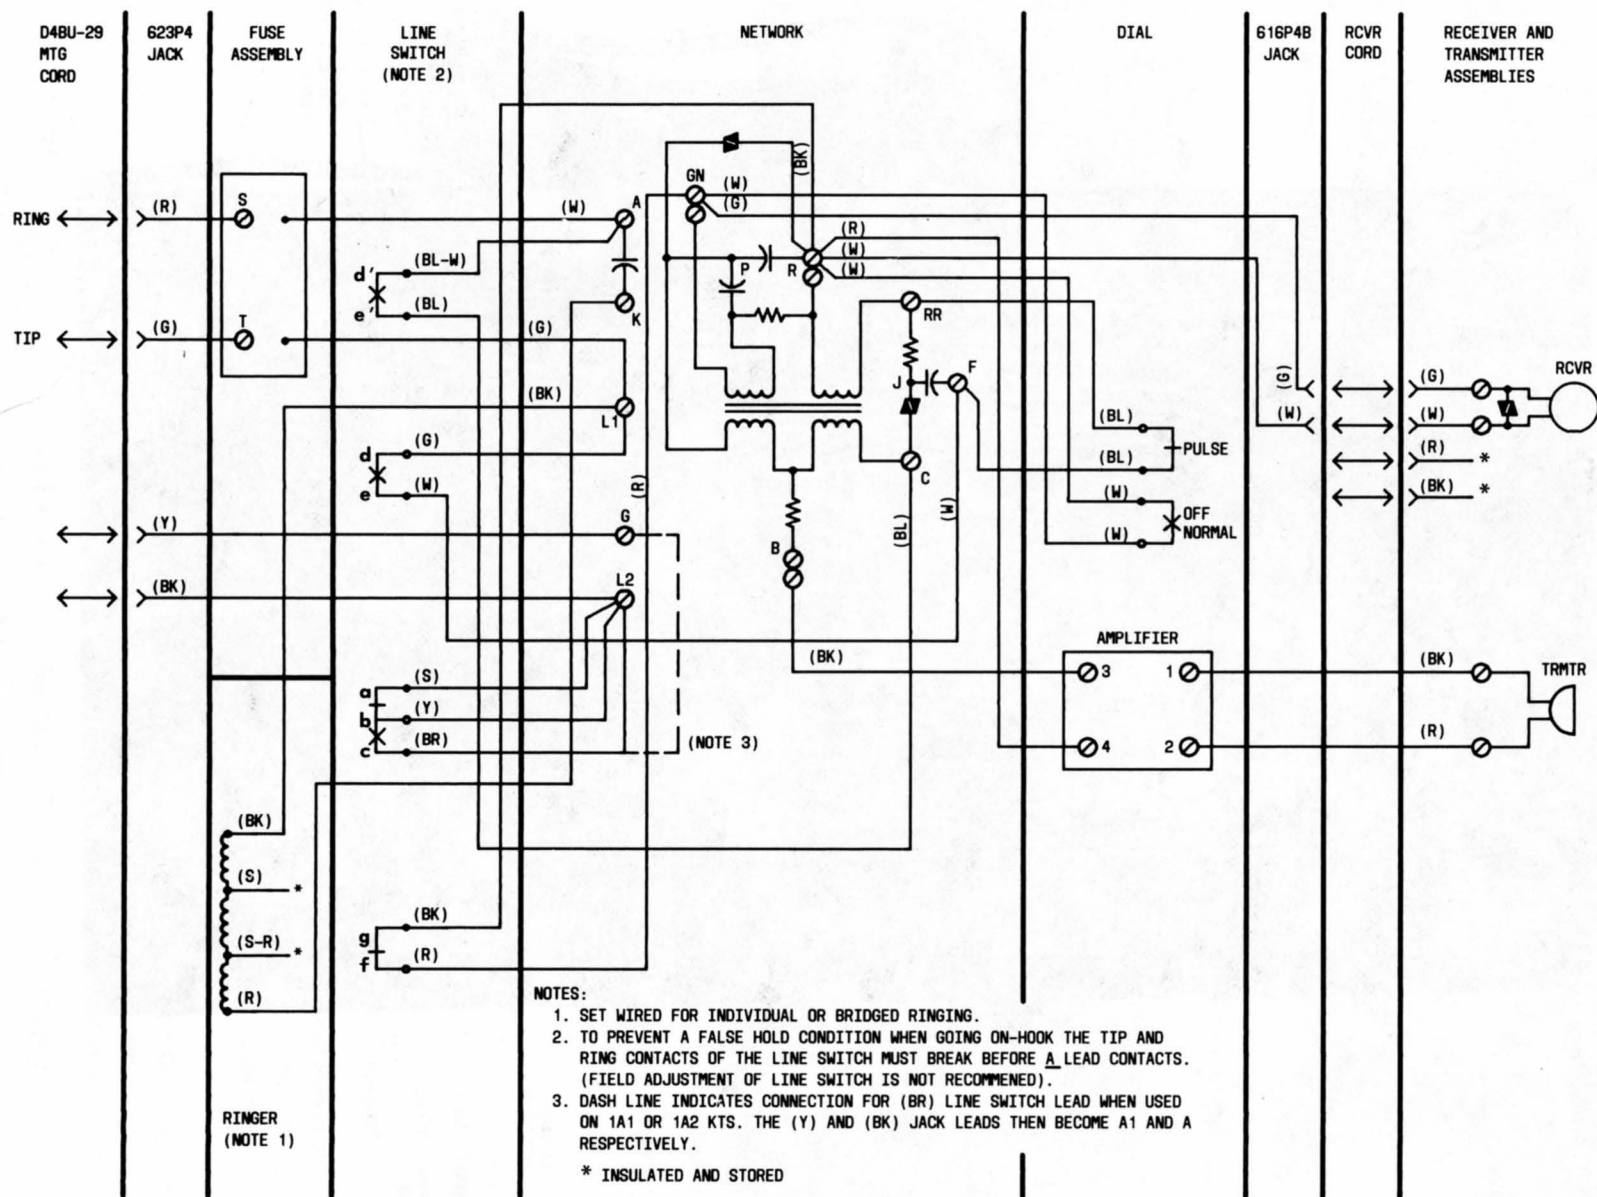 D4BU-29
MTG
CORD
623P4
JACK
FUSE
ASSEMBLY
LINE
SWITCH
(NOTE 2)
NETWORK
DIAL
616P4B
JACK
RCVR
CORD
RECEIVER AND
TRANSMITTER
ASSEMBLIES
(BK)
GN
(W)
(G)
RING
(R)
S
(W)
A
(R)
(W)
(W)
P
R
d'
(BL-W)
e'
(BL)
K
RR
TIP
(G)
T
(G)
J
F
(G)
(G)
RCVR
(BK)
L1
(BL)
(W)
(W)
d
(G)
PULSE
(R) *
(BL)
C
e
(W)
(R)
(BL)
(W)
(W)
(BK) *
OFF
NORMAL
(W)
(Y)
G
B
(BK)
L2
AMPLIFIER
(BK)
3
1
(BK)
TRMTR
a
(S)
b
(Y)
c
(BR)
(NOTE 3)
4
2
(R)
(BK)
(S) *
(S-R) *
(R)
g
(BK)
f
(R)
NOTES:
1. SET WIRED FOR INDIVIDUAL OR BRIDGED RINGING.
2. TO PREVENT A FALSE HOLD CONDITION WHEN GOING ON-HOOK THE TIP AND
RING CONTACTS OF THE LINE SWITCH MUST BREAK BEFORE A LEAD CONTACTS.
(FIELD ADJUSTMENT OF LINE SWITCH IS NOT RECOMMENED).
3. DASH LINE INDICATES CONNECTION FOR (BR) LINE SWITCH LEAD WHEN USED
ON 1A1 OR 1A2 KTS. THE (Y) AND (BK) JACK LEADS THEN BECOME A1 AND A
RESPECTIVELY.
* INSULATED AND STORED
RINGER
(NOTE 1)